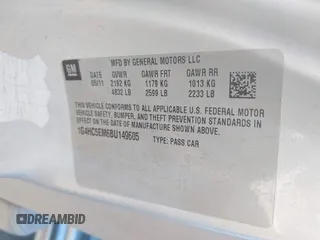 GM
MFD BY GENERAL MOTORS LLC
DATE GVWR GAWR FRT GAWR RR
05/11 2192 KG 1179 KG 1013 KG
4832 LB 2599 LB 2233 LB
THIS VEHICLE CONFORMS TO ALL APPLICABLE U.S. FEDERAL MOTOR
VEHICLE SAFETY, BUMPER, AND THEFT PREVENTION STANDARDS IN
EFFECT ON THE DATE OF MANUFACTURE SHOWN ABOVE.
1G4HC5EM6BU149605 TYPE: PASS CAR
DREAMBID